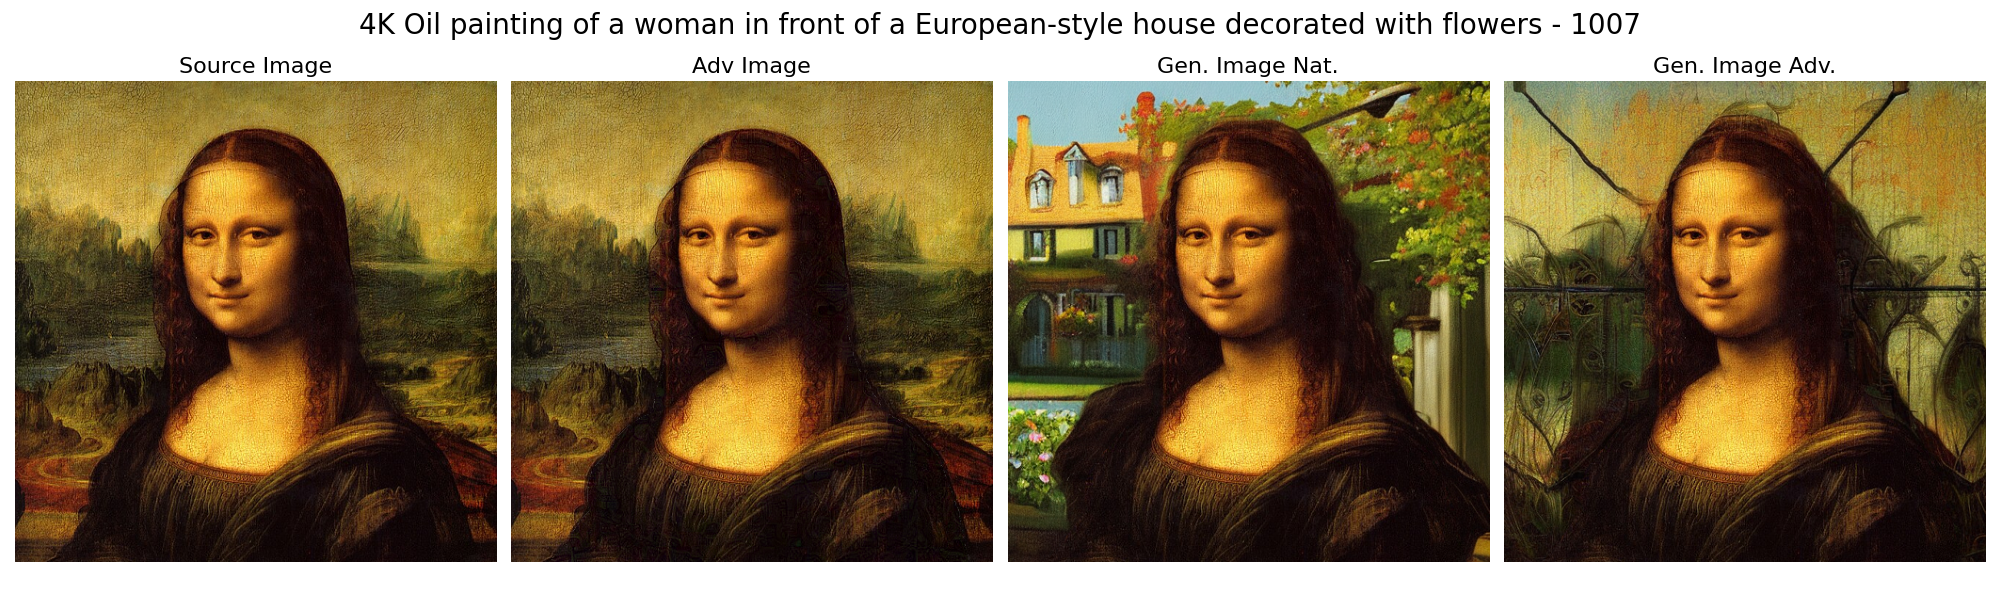 4K Oil painting of a woman in front of a European-style house decorated with flowers - 1007
Source Image
Adv Image
Gen. Image Nat.
Gen. Image Adv.